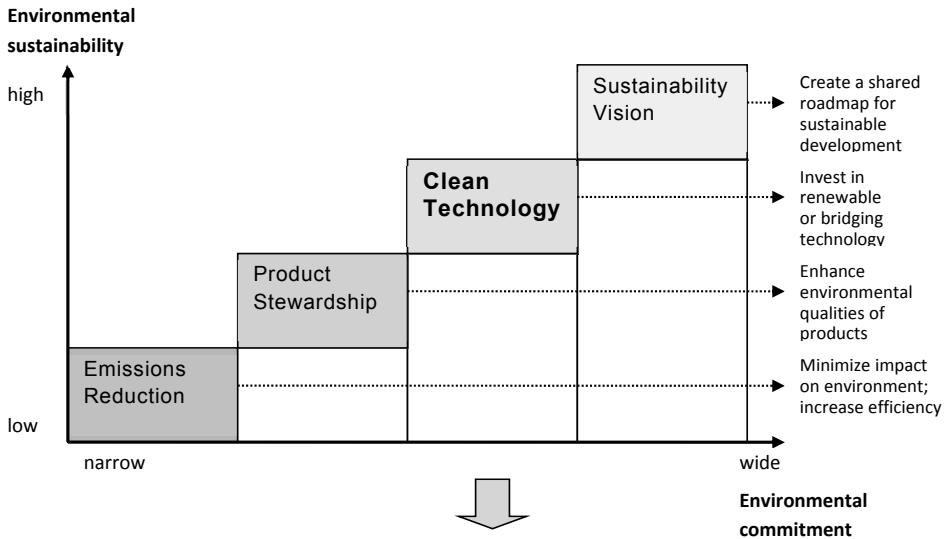 Environmental
sustainability
high
Sustainability
Vision
Create a shared
roadmap for
sustainable
development
Clean
Technology
Invest in
renewable
or bridging
technology
Product
Stewardship
Enhance
environmental
qualities of
products
Emissions
Reduction
Minimize impact
on environment;
increase efficiency
low
narrow
wide
Environmental
commitment